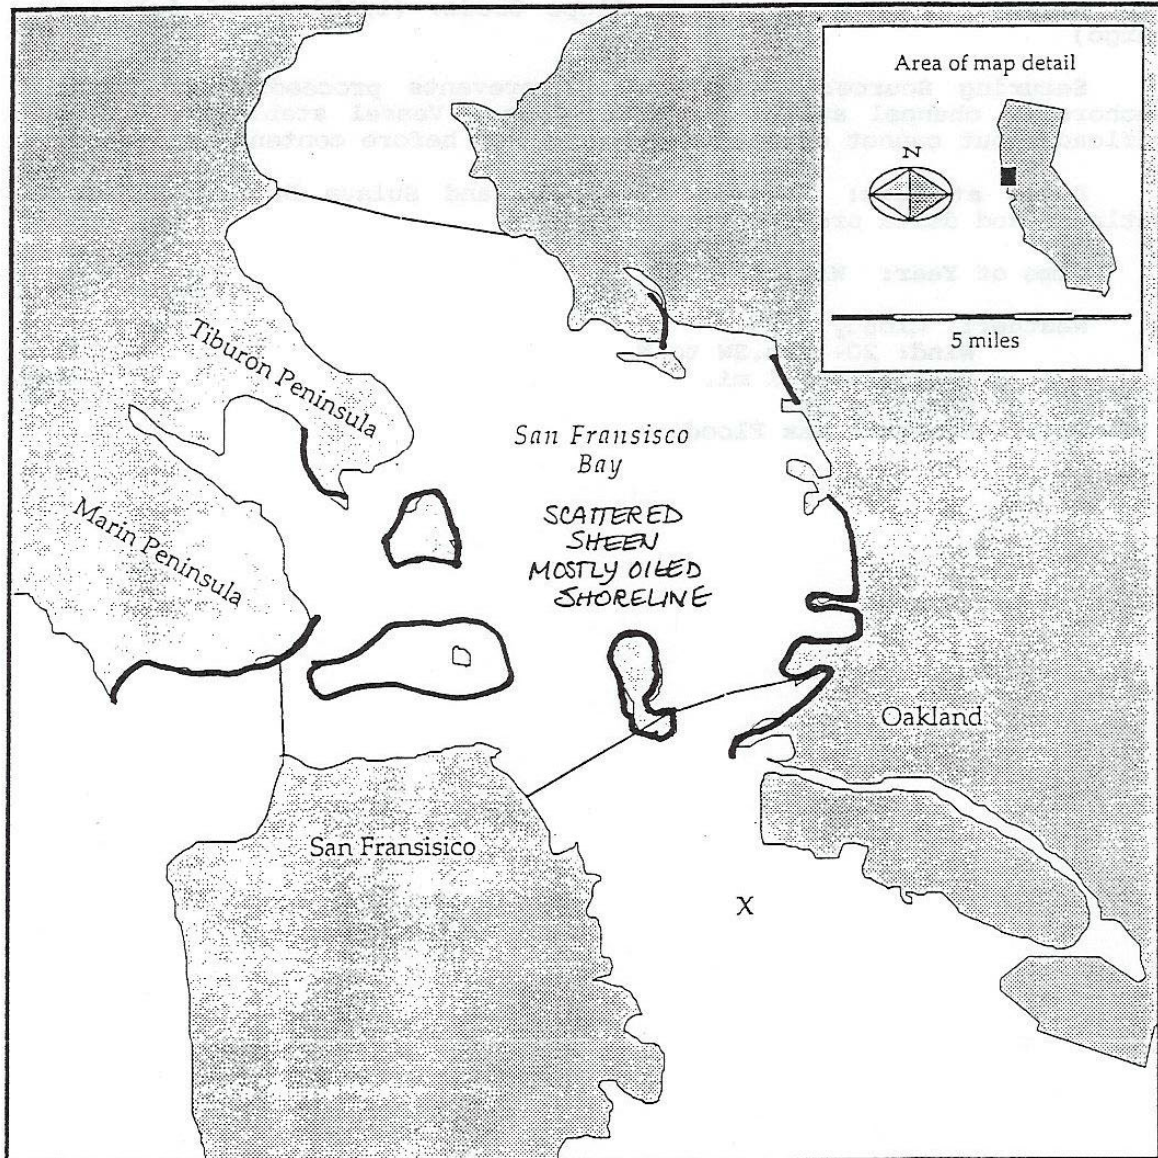 Area of map detail
N
5 miles
Tiburon Peninsula
San Fransisco
Bay
Marin Peninsula
SCATTERED
SHEEN
MOSTLY OILED
SHORELINE
Oakland
San Fransisico
X